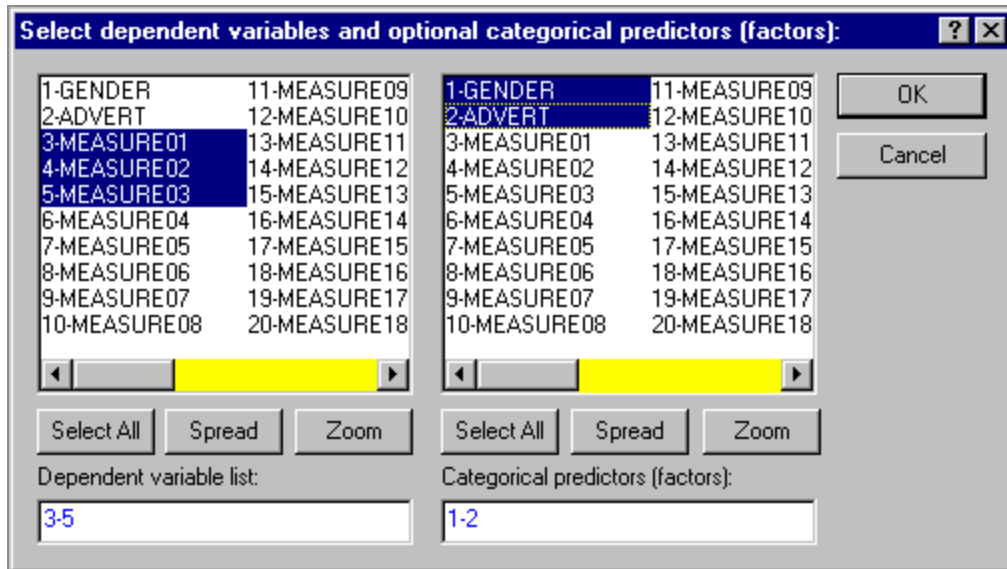 Select dependent variables and optional categorical predictors (factors): ? X
1-GENDER 11-MEASURE09
2-ADVERT 12-MEASURE10
3-MEASURE01 13-MEASURE11
4-MEASURE02 14-MEASURE12
5-MEASURE03 15-MEASURE13
6-MEASURE04 16-MEASURE14
7-MEASURE05 17-MEASURE15
8-MEASURE06 18-MEASURE16
9-MEASURE07 19-MEASURE17
10-MEASURE08 20-MEASURE18
Select All Spread Zoom
Dependent variable list:
3-5
1-GENDER 11-MEASURE09
2-ADVERT 12-MEASURE10
3-MEASURE01 13-MEASURE11
4-MEASURE02 14-MEASURE12
5-MEASURE03 15-MEASURE13
6-MEASURE04 16-MEASURE14
7-MEASURE05 17-MEASURE15
8-MEASURE06 18-MEASURE16
9-MEASURE07 19-MEASURE17
10-MEASURE08 20-MEASURE18
Select All Spread Zoom
Categorical predictors (factors):
1-2
OK
Cancel